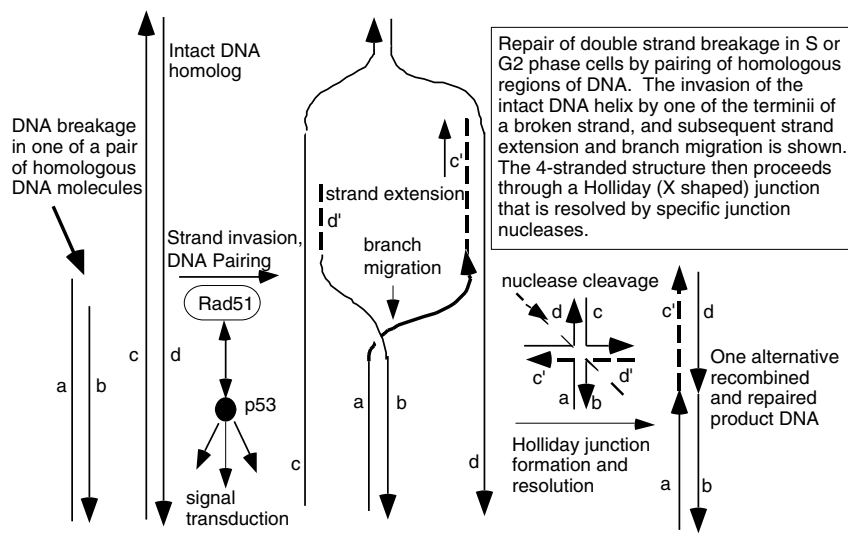 Intact DNA
homolog
DNA breakage
in one of a pair
of homologous
DNA molecules
a
b
c
d
Strand invasion,
DNA Pairing
Rad51
p53
signal
transduction
strand extension
d'
c'
branch
migration
a
b
c
d
Repair of double strand breakage in S or
G2 phase cells by pairing of homologous
regions of DNA.  The invasion of the
intact DNA helix by one of the terminii of
a broken strand, and subsequent strand
extension and branch migration is shown.
The 4-stranded structure then proceeds
through a Holliday (X shaped) junction
that is resolved by specific junction
nucleases.
nuclease cleavage
d
c
c'
d'
a
b
Holliday junction
formation and
resolution
c'
d
a
b
One alternative
recombined
and repaired
product DNA